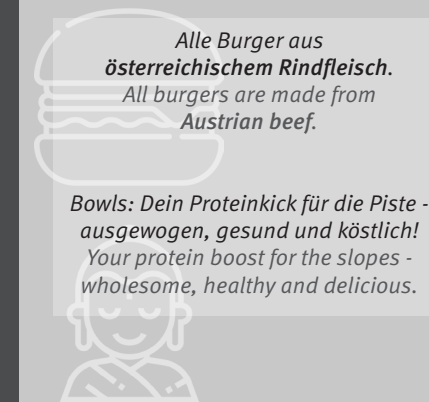 Alle Burger aus
österreichischem Rindfleisch.
All burgers are made from
Austrian beef.
Bowls: Dein Proteinkick für die Piste -
ausgewogen, gesund und köstlich!
Your protein boost for the slopes -
wholesome, healthy and delicious.